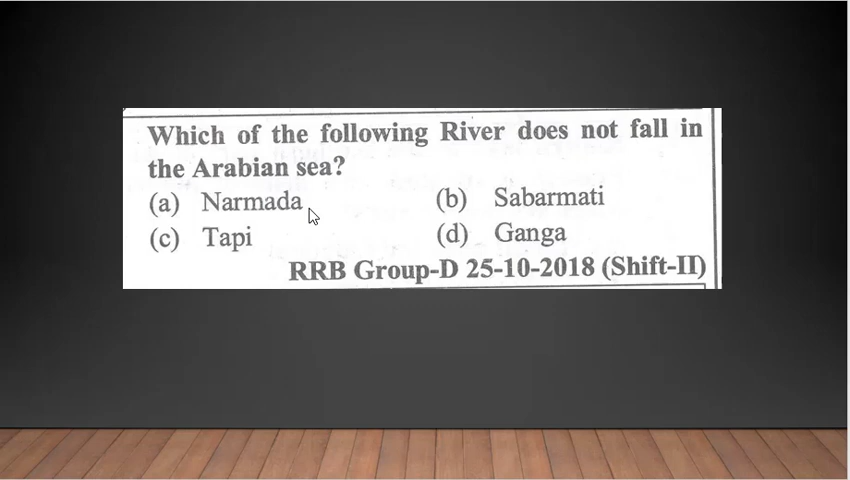 Which of the following River does not fall in
the Arabian sea?
(a) Narmada (b) Sabarmati
(c) Tapi (d) Ganga
RRB Group-D 25-10-2018 (Shift-II)